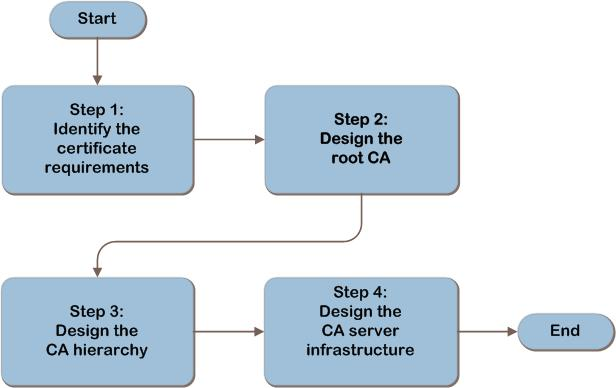 Start
Step 1:
Identify the
certificate
requirements
Step 2:
Design the
root CA
Step 3:
Design the
CA hierarchy
Step 4:
Design the
CA server
infrastructure
End